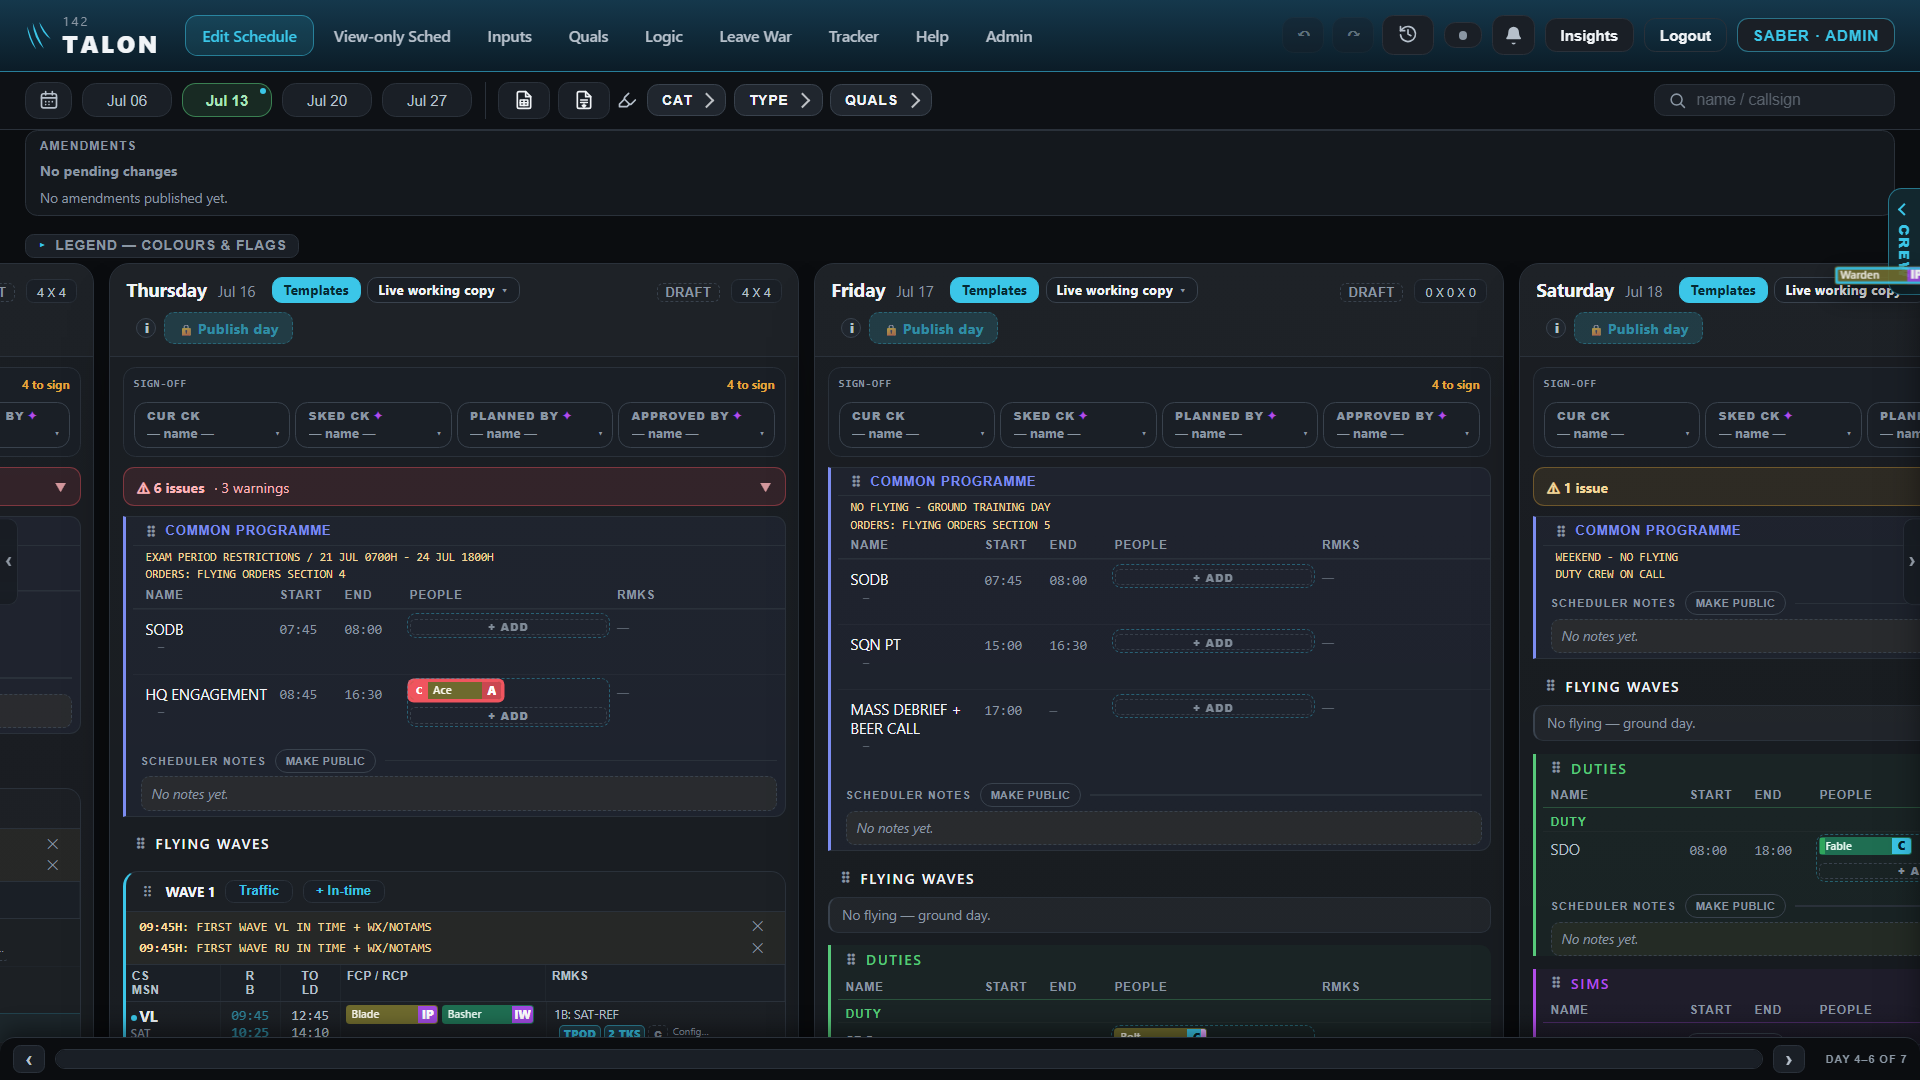 142
TALON
Edit Schedule
View-only Sched
Inputs
Quals
Logic
Leave War
Tracker
Help
Admin
Insights
Logout
SABER · ADMIN
Jul 06
Jul 13
Jul 20
Jul 27
CAT
TYPE
QUALS
name / callsign
AMENDMENTS
No pending changes
No amendments published yet.
LEGEND — COLOURS & FLAGS
CREW
Warden IP
4 X 4
4 to sign
BY ✦
Thursday Jul 16 Templates Live working copy DRAFT 4 X 4
i Publish day
SIGN-OFF 4 to sign
CUR CK SKED CK ✦ PLANNED BY ✦ APPROVED BY ✦
— name — — name — — name — — name —
⚠ 6 issues · 3 warnings
COMMON PROGRAMME
EXAM PERIOD RESTRICTIONS / 21 JUL 0700H - 24 JUL 1800H
ORDERS: FLYING ORDERS SECTION 4
NAME START END PEOPLE RMKS
SODB 07:45 08:00 + ADD —
–
HQ ENGAGEMENT 08:45 16:30 C Ace A —
– + ADD
SCHEDULER NOTES MAKE PUBLIC
No notes yet.
FLYING WAVES
WAVE 1 Traffic + In-time
09:45H: FIRST WAVE VL IN TIME + WX/NOTAMS
09:45H: FIRST WAVE RU IN TIME + WX/NOTAMS
CS R TO FCP / RCP RMKS
MSN B LD
VL 09:45 12:45 Blade IP Basher IW 1B: SAT-REF
SAT 10:25 14:10 TPOD 2 TKS C Config...
Friday Jul 17 Templates Live working copy DRAFT 0 X 0 X 0
i Publish day
SIGN-OFF 4 to sign
CUR CK SKED CK ✦ PLANNED BY ✦ APPROVED BY ✦
— name — — name — — name — — name —
COMMON PROGRAMME
NO FLYING - GROUND TRAINING DAY
ORDERS: FLYING ORDERS SECTION 5
NAME START END PEOPLE RMKS
SODB 07:45 08:00 + ADD —
–
SQN PT 15:00 16:30 + ADD —
–
MASS DEBRIEF + 17:00 – + ADD —
BEER CALL
–
SCHEDULER NOTES MAKE PUBLIC
No notes yet.
FLYING WAVES
No flying — ground day.
DUTIES
NAME START END PEOPLE RMKS
DUTY
Saturday Jul 18 Templates Live working copy
i Publish day
SIGN-OFF
CUR CK SKED CK ✦
— name — — name —
⚠ 1 issue
COMMON PROGRAMME
WEEKEND - NO FLYING
DUTY CREW ON CALL
SCHEDULER NOTES MAKE PUBLIC
No notes yet.
FLYING WAVES
No flying — ground day.
DUTIES
NAME START END PEOPLE
DUTY
SDO 08:00 18:00 Fable C
SCHEDULER NOTES MAKE PUBLIC
No notes yet.
SIMS
NAME START END PEOPLE
DAY 4–6 OF 7